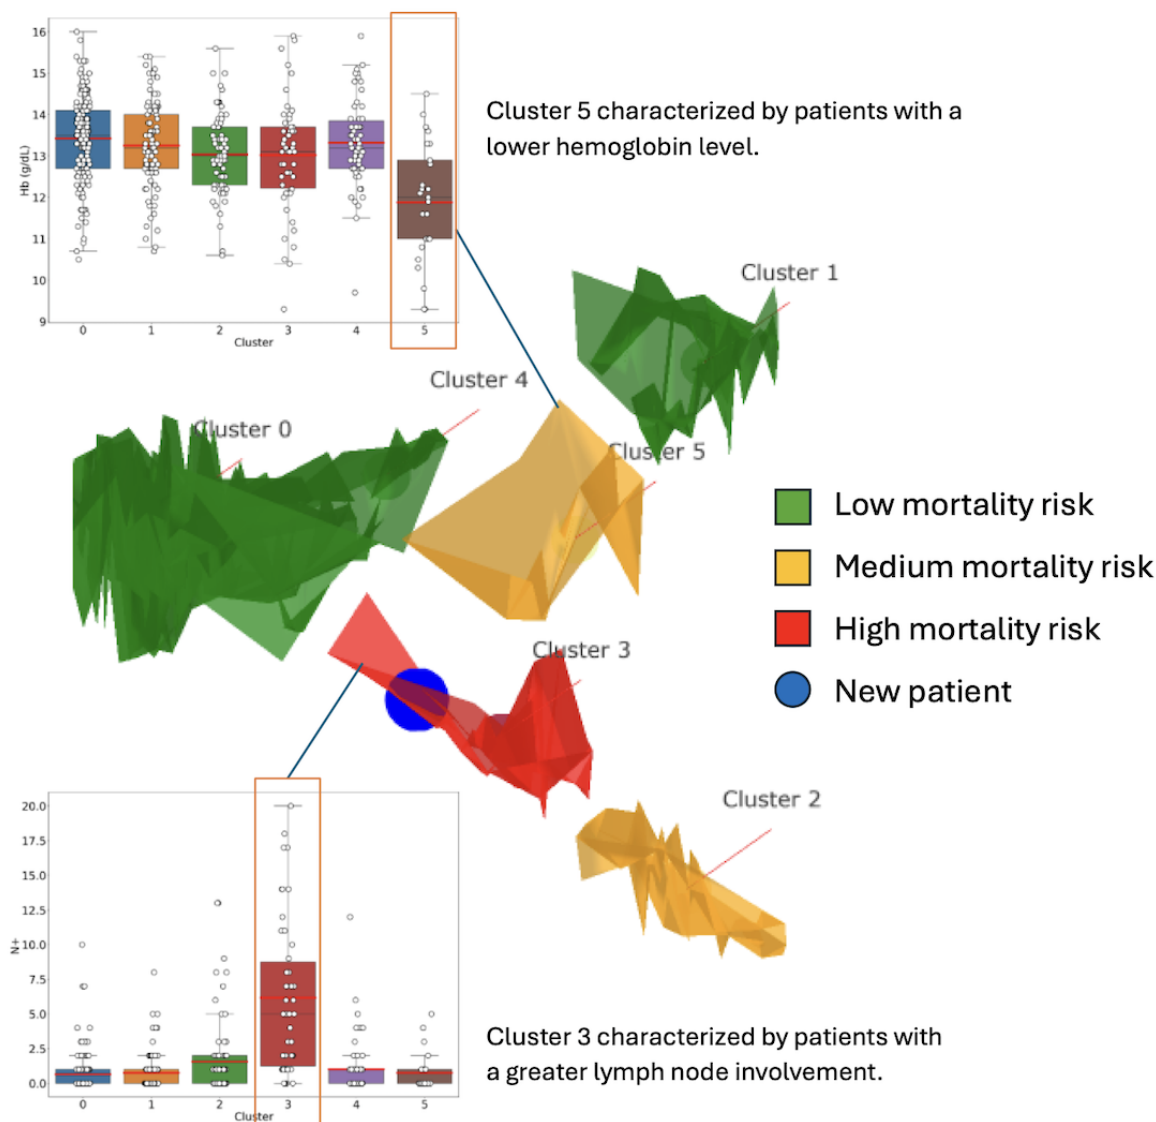 16
15
14
13
12
11
10
9
Hb (g/dL)
0 1 2 3 4 5
Cluster
Cluster 5 characterized by patients with a
lower hemoglobin level.
Cluster 1
Cluster 4
Cluster 0
Cluster 5
Low mortality risk
Medium mortality risk
High mortality risk
New patient
Cluster 3
Cluster 2
20.0
17.5
15.0
12.5
10.0
7.5
5.0
2.5
0.0
N+
0 1 2 3 4 5
Cluster
Cluster 3 characterized by patients with
a greater lymph node involvement.